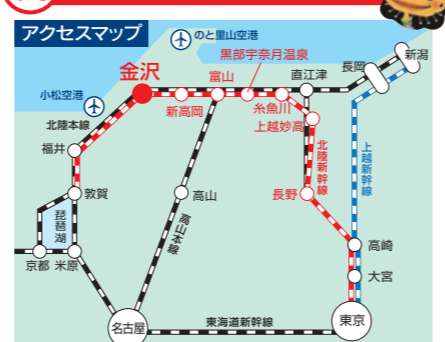 アクセスマップ
のと里山空港
黒部宇奈月温泉
新潟
長岡
直江津
富山
金沢
小松空港
新高岡
糸魚川
上越妙高
北陸本線
福井
北陸新幹線
上越新幹線
敦賀
高山
長野
琵琶湖
高山本線
高崎
京都
米原
大宮
名古屋
東海道新幹線
東京